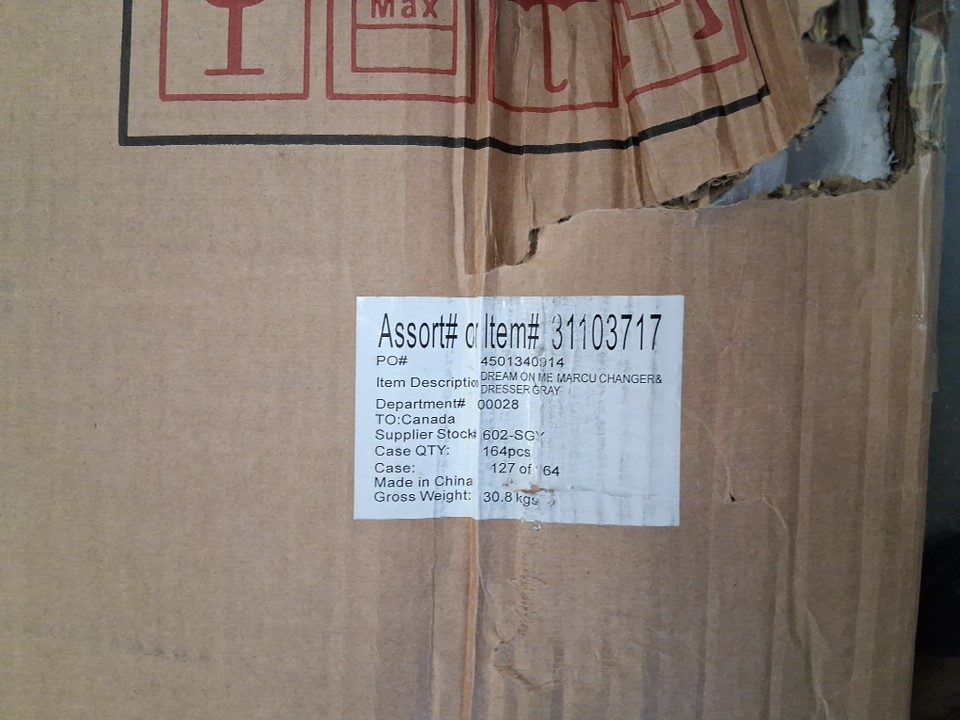 Max
Assort# or Item# 31103717
PO# 4501340914
Item Description DREAM ON ME MARCU CHANGER&
DRESSER GRAY
Department# 00028
TO:Canada
Supplier Stock# 602-SGY
Case QTY: 164pcs
Case: 127 of 164
Made in China
Gross Weight: 30.8 kgs